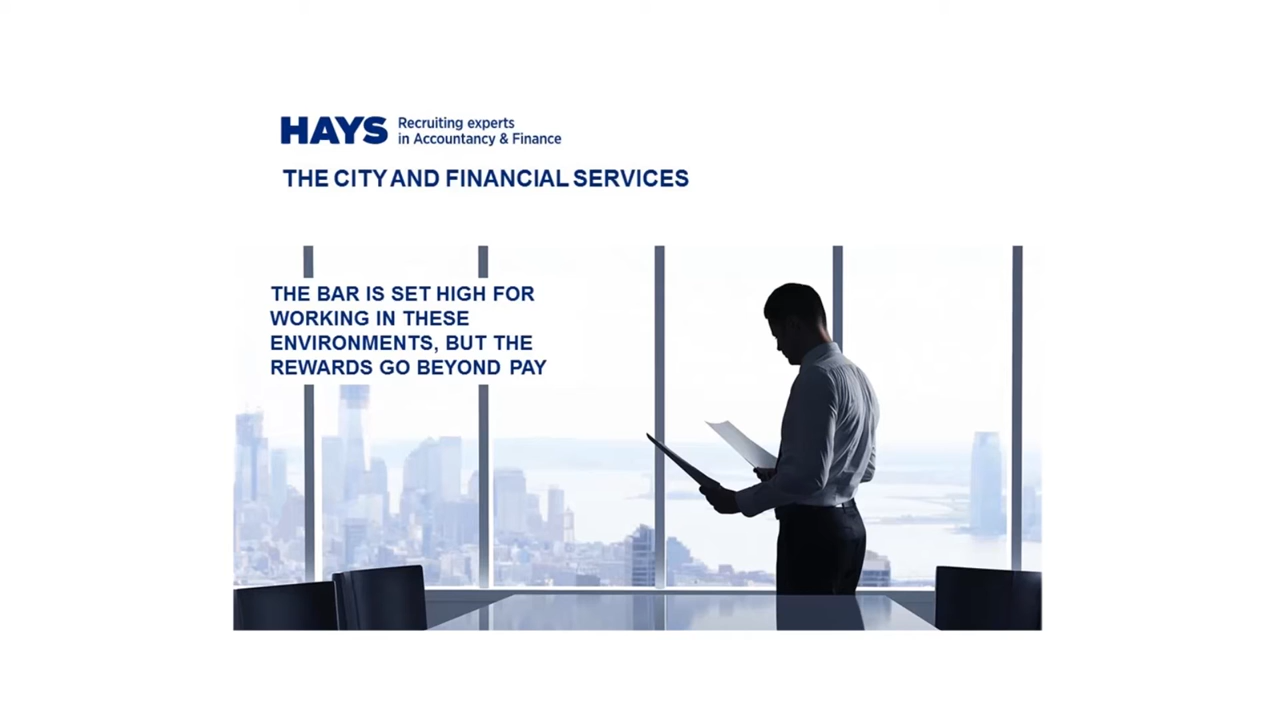 HAYS Recruiting experts
in Accountancy & Finance
THE CITY AND FINANCIAL SERVICES
THE BAR IS SET HIGH FOR
WORKING IN THESE
ENVIRONMENTS, BUT THE
REWARDS GO BEYOND PAY